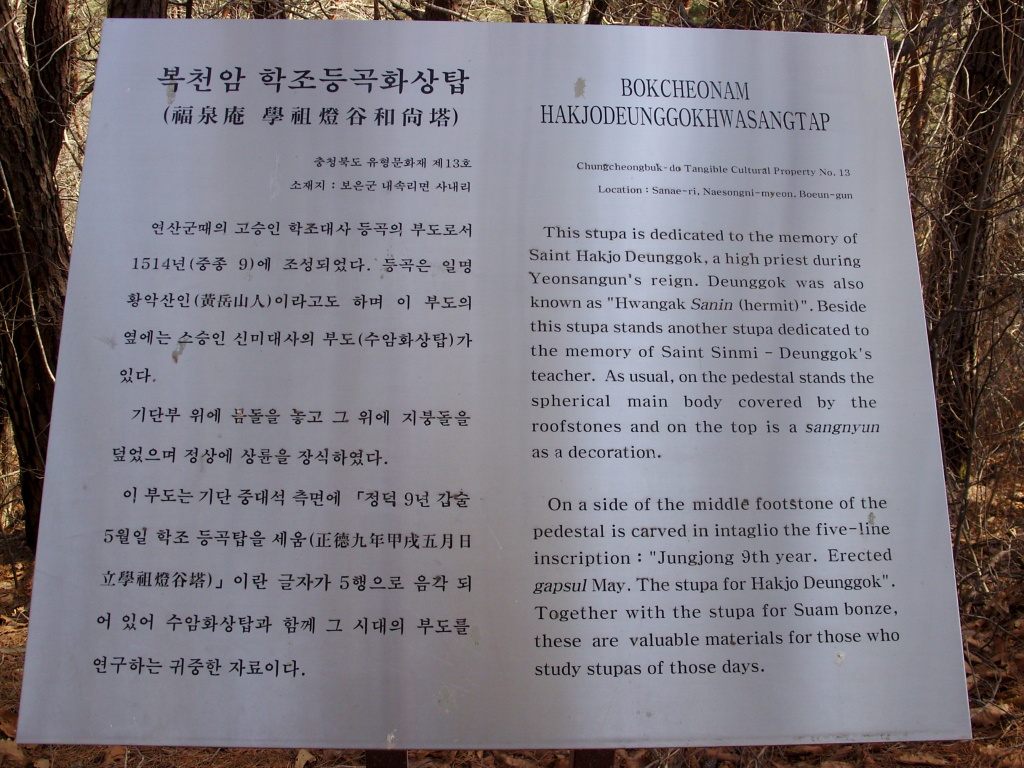 복천암 학조등곡화상탑
(福泉庵 學祖燈谷和尙塔)
충청북도 유형문화재 제13호
소재지 : 보은군 내속리면 사내리
연산군때의 고승인 학조대사 등곡의 부도로서
1514년(중종 9)에 조성되었다. 등곡은 일명
황악산인(黃岳山人)이라고도 하며 이 부도의
옆에는 스승인 신미대사의 부도(수암화상탑)가
있다.
기단부 위에 몸돌을 놓고 그 위에 지붕돌을
덮었으며 정상에 상륜을 장식하였다.
이 부도는 기단 중대석 측면에 「정덕 9년 갑술
5월일 학조 등곡탑을 세움(正德九年甲戌五月日
立學祖燈谷塔)」이란 글자가 5행으로 음각 되
어 있어 수암화상탑과 함께 그 시대의 부도를
연구하는 귀중한 자료이다.
BOKCHEONAM
HAKJODEUNGGOKHWASANGTAP
Chungcheongbuk-do Tangible Cultural Property No. 13
Location : Sanae-ri, Naesongni-myeon, Boeun-gun
This stupa is dedicated to the memory of
Saint Hakjo Deunggok, a high priest during
Yeonsangun's reign. Deunggok was also
known as "Hwangak Sanin (hermit)". Beside
this stupa stands another stupa dedicated to
the memory of Saint Sinmi - Deunggok's
teacher. As usual, on the pedestal stands the
spherical main body covered by the
roofstones and on the top is a sangnyun
as a decoration.
On a side of the middle footstone of the
pedestal is carved in intaglio the five-line
inscription : "Jungjong 9th year. Erected
gapsul May. The stupa for Hakjo Deunggok".
Together with the stupa for Suam bonze,
these are valuable materials for those who
study stupas of those days.